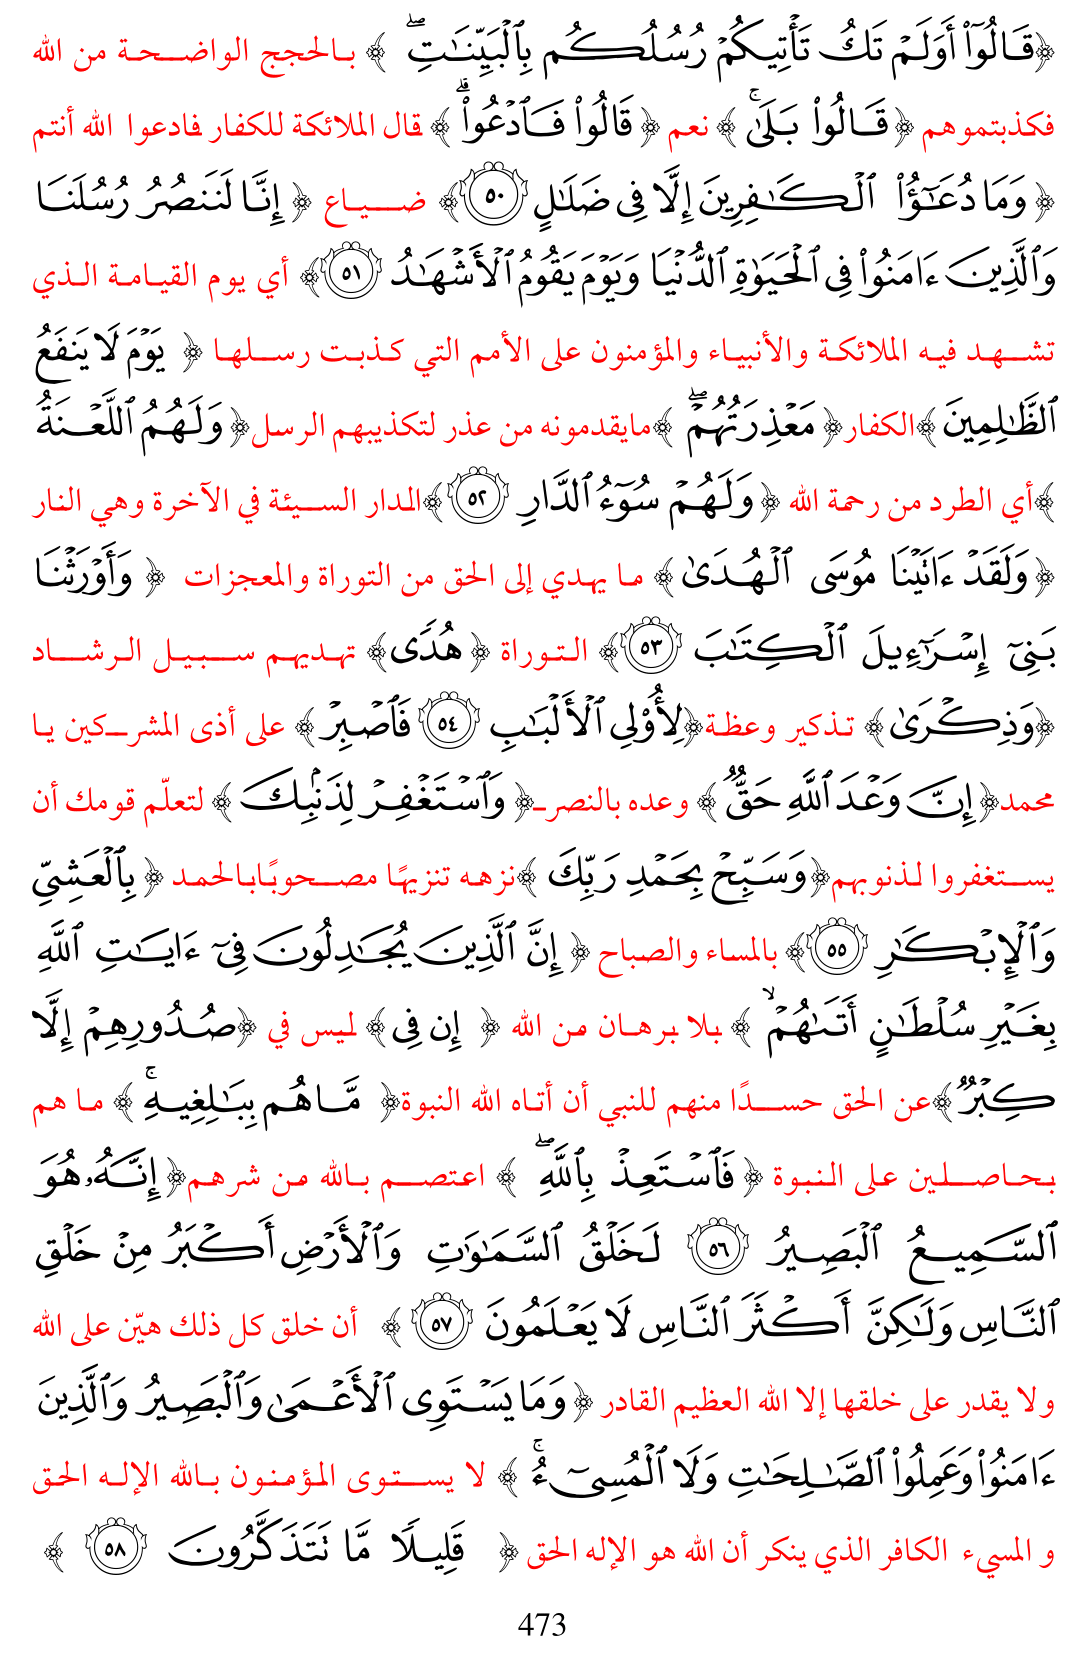 ﴿قَالُوٓا۟ أَوَلَمْ تَكُ تَأْتِيكُمْ رُسُلُكُم بِٱلْبَيِّنَـٰتِ ۖ ﴾ بالحجج الواضحة من الله
فكذبتموهم ﴿ قَالُوا۟ بَلَىٰ ۚ ﴾ نعم ﴿ قَالُوا۟ فَٱدْعُوا۟ ۗ ﴾ قال الملائكة للكفار فادعوا الله أنتم
﴿ وَمَا دُعَـٰٓؤُا۟ ٱلْكَـٰفِرِينَ إِلَّا فِى ضَلَـٰلٍ ٥٠ ﴾ ضياع ﴿ إِنَّا لَنَنصُرُ رُسُلَنَا
وَٱلَّذِينَ ءَامَنُوا۟ فِى ٱلْحَيَوٰةِ ٱلدُّنْيَا وَيَوْمَ يَقُومُ ٱلْأَشْهَـٰدُ ٥١ ﴾ أي يوم القيامة الذي
تشهد فيه الملائكة والأنبياء والمؤمنون على الأمم التي كذبت رسلها ﴿ يَوْمَ لَا يَنفَعُ
ٱلظَّـٰلِمِينَ ﴾الكفار﴿ مَعْذِرَتُهُمْ ۖ ﴾مايقدمونه من عذر لتكذيبهم الرسل﴿ وَلَهُمُ ٱللَّعْنَةُ
﴾أي الطرد من رحمة الله ﴿ وَلَهُمْ سُوٓءُ ٱلدَّارِ ٥٢ ﴾الدار السيئة في الآخرة وهي النار
﴿ وَلَقَدْ ءَاتَيْنَا مُوسَى ٱلْهُدَىٰ ﴾ ما يهدي إلى الحق من التوراة والمعجزات ﴿ وَأَوْرَثْنَا
بَنِىٓ إِسْرَٰٓءِيلَ ٱلْكِتَـٰبَ ٥٣ ﴾ التوراة ﴿ هُدًى﴾ تهديهم سبيل الرشاد
﴿وَذِكْرَىٰ ﴾ تذكير وعظة﴿لِأُو۟لِى ٱلْأَلْبَـٰبِ ٥٤ فَٱصْبِرْ ﴾ على أذى المشركين يا
محمد﴿ إِنَّ وَعْدَ ٱللَّهِ حَقٌّ ﴾ وعده بالنصر﴿ وَٱسْتَغْفِرْ لِذَنۢبِكَ ﴾ لتعلّم قومك أن
يستغفروا لذنوبهم﴿وَسَبِّحْ بِحَمْدِ رَبِّكَ ﴾نزهه تنزيهًا مصحوبًابالحمد ﴿ بِٱلْعَشِىِّ
وَٱلْإِبْكَـٰرِ ٥٥ ﴾ بالمساء والصباح ﴿ إِنَّ ٱلَّذِينَ يُجَـٰدِلُونَ فِىٓ ءَايَـٰتِ ٱللَّهِ
بِغَيْرِ سُلْطَـٰنٍ أَتَىٰهُمْ ۙ ﴾ بلا برهان من الله ﴿ إِن فِى ﴾ ليس في ﴿صُدُورِهِمْ إِلَّا
كِبْرٌ ﴾عن الحق حسدًا منهم للنبي أن أتاه الله النبوة﴿ مَّا هُم بِبَـٰلِغِيهِ ۚ ﴾ ما هم
بحاصلين على النبوة ﴿ فَٱسْتَعِذْ بِٱللَّهِ ۖ ﴾ اعتصم بالله من شرهم﴿ إِنَّهُۥ هُوَ
ٱلسَّمِيعُ ٱلْبَصِيرُ ٥٦ لَخَلْقُ ٱلسَّمَـٰوَٰتِ وَٱلْأَرْضِ أَكْبَرُ مِنْ خَلْقِ
ٱلنَّاسِ وَلَـٰكِنَّ أَكْثَرَ ٱلنَّاسِ لَا يَعْلَمُونَ ٥٧ ﴾ أن خلق كل ذلك هيّن على الله
ولا يقدر على خلقها إلا الله العظيم القادر ﴿ وَمَا يَسْتَوِى ٱلْأَعْمَىٰ وَٱلْبَصِيرُ وَٱلَّذِينَ
ءَامَنُوا۟ وَعَمِلُوا۟ ٱلصَّـٰلِحَـٰتِ وَلَا ٱلْمُسِىٓءُ ۚ ﴾ لا يستوى المؤمنون بالله الإله الحق
و المسيء الكافر الذي ينكر أن الله هو الإله الحق ﴿ قَلِيلًا مَّا تَتَذَكَّرُونَ ٥٨ ﴾
473